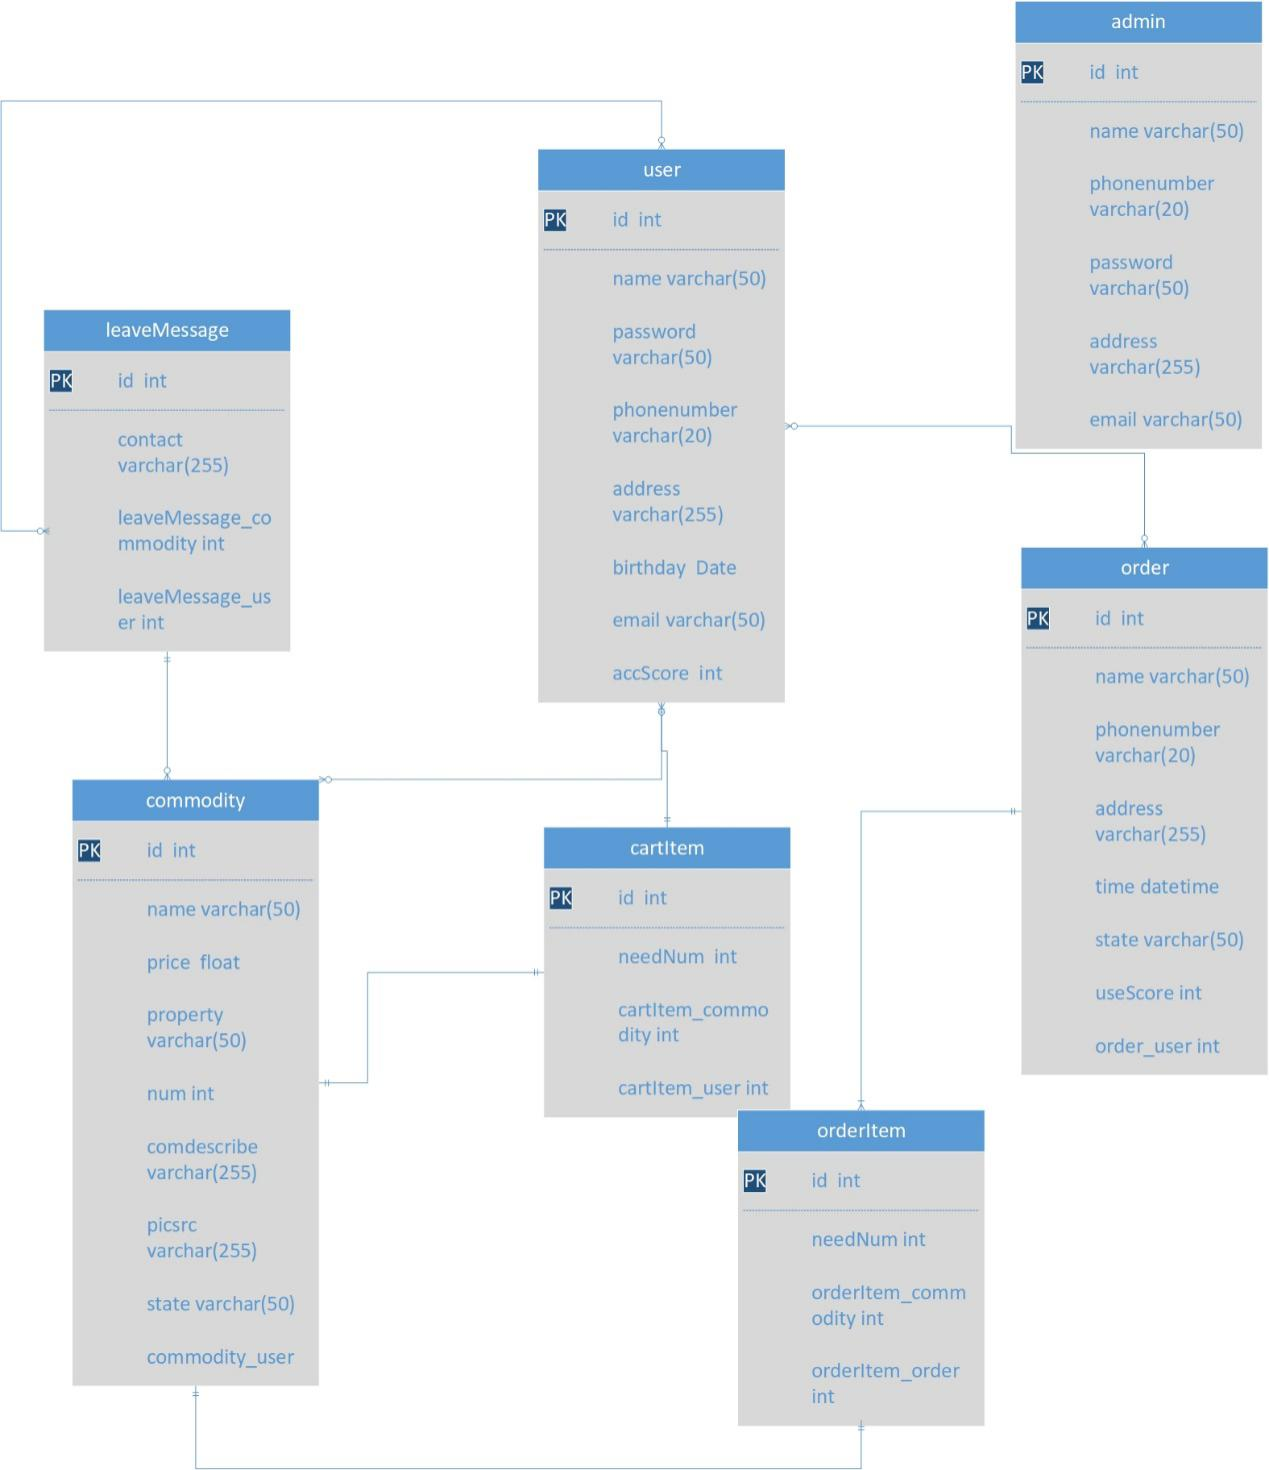 admin
PK id int
name varchar(50)
phonenumber
varchar(20)
password
varchar(50)
address
varchar(255)
email varchar(50)
user
PK id int
name varchar(50)
password
varchar(50)
phonenumber
varchar(20)
address
varchar(255)
birthday Date
email varchar(50)
accScore int
leaveMessage
PK id int
contact
varchar(255)
leaveMessage_co
mmodity int
leaveMessage_us
er int
order
PK id int
name varchar(50)
phonenumber
varchar(20)
address
varchar(255)
time datetime
state varchar(50)
useScore int
order_user int
commodity
PK id int
name varchar(50)
price float
property
varchar(50)
num int
comdescribe
varchar(255)
picsrc
varchar(255)
state varchar(50)
commodity_user
cartItem
PK id int
needNum int
cartItem_commo
dity int
cartItem_user int
orderItem
PK id int
needNum int
orderItem_comm
odity int
orderItem_order
int